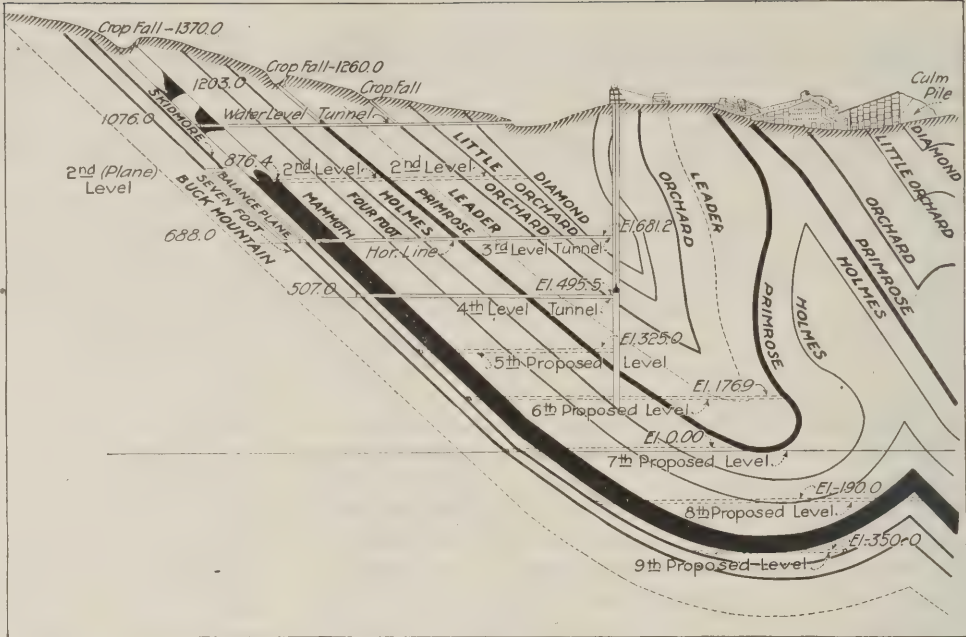 Crop Fall-1370.0
Crop Fall-1260.0
Crop Fall
Culm
Pile
1203.0
1076.0
SKIDMORE
Water Level Tunnel
876.4
2nd Level
2nd Level
2nd (Plane)
Level
BALANCE PLANE
SEVEN FOOT
BUCK MOUNTAIN
MAMMOTH
FOUR FOOT
HOLMES
PRIMROSE
LEADER
ORCHARD
LITTLE
ORCHARD
DIAMOND
ORCHARD
LEADER
PRIMROSE
HOLMES
ORCHARD
PRIMROSE
HOLMES
LITTLE ORCHARD
DIAMOND
688.0
Hor. Line
3rd Level Tunnel
El.681.2
507.0
El.495.5
4th Level Tunnel
El.325.0
5th Proposed Level
El.176.9
6th Proposed Level
El.0.00
7th Proposed Level
El-190.0
8th Proposed Level
El-350.0
9th Proposed Level